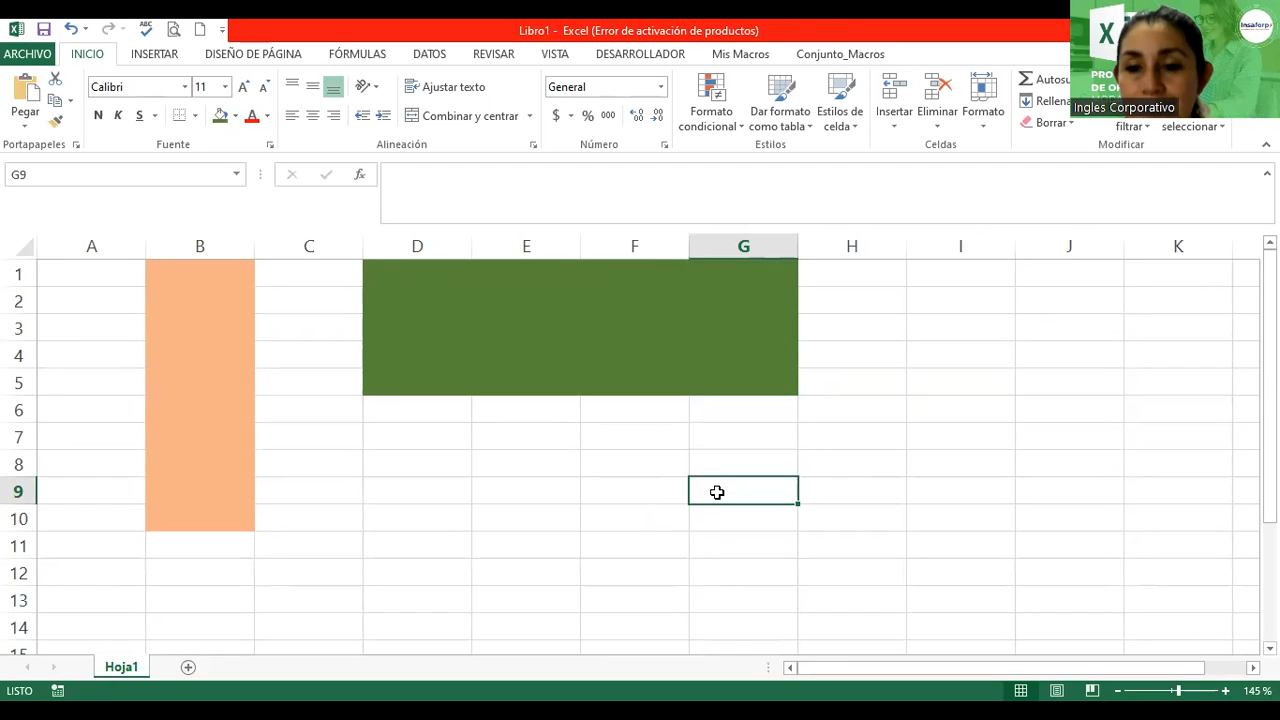 Libro1 - Excel (Error de activación de productos)
ARCHIVO INICIO INSERTAR DISEÑO DE PÁGINA FÓRMULAS DATOS REVISAR VISTA DESARROLLADOR Mis Macros Conjunto_Macros
Pegar
Portapapeles
Calibri 11
N K S
Fuente
Ajustar texto
Combinar y centrar
Alineación
General
$ % 000
Número
Formato condicional
Dar formato como tabla
Estilos de celda
Estilos
Insertar
Eliminar
Formato
Celdas
Autosu
Rellena
Borrar
filtrar
seleccionar
Modificar
Insaforp
Ingles Corporativo
G9
fx
A B C D E F G H I J K
1
2
3
4
5
6
7
8
9
10
11
12
13
14
15
Hoja1
LISTO
145 %